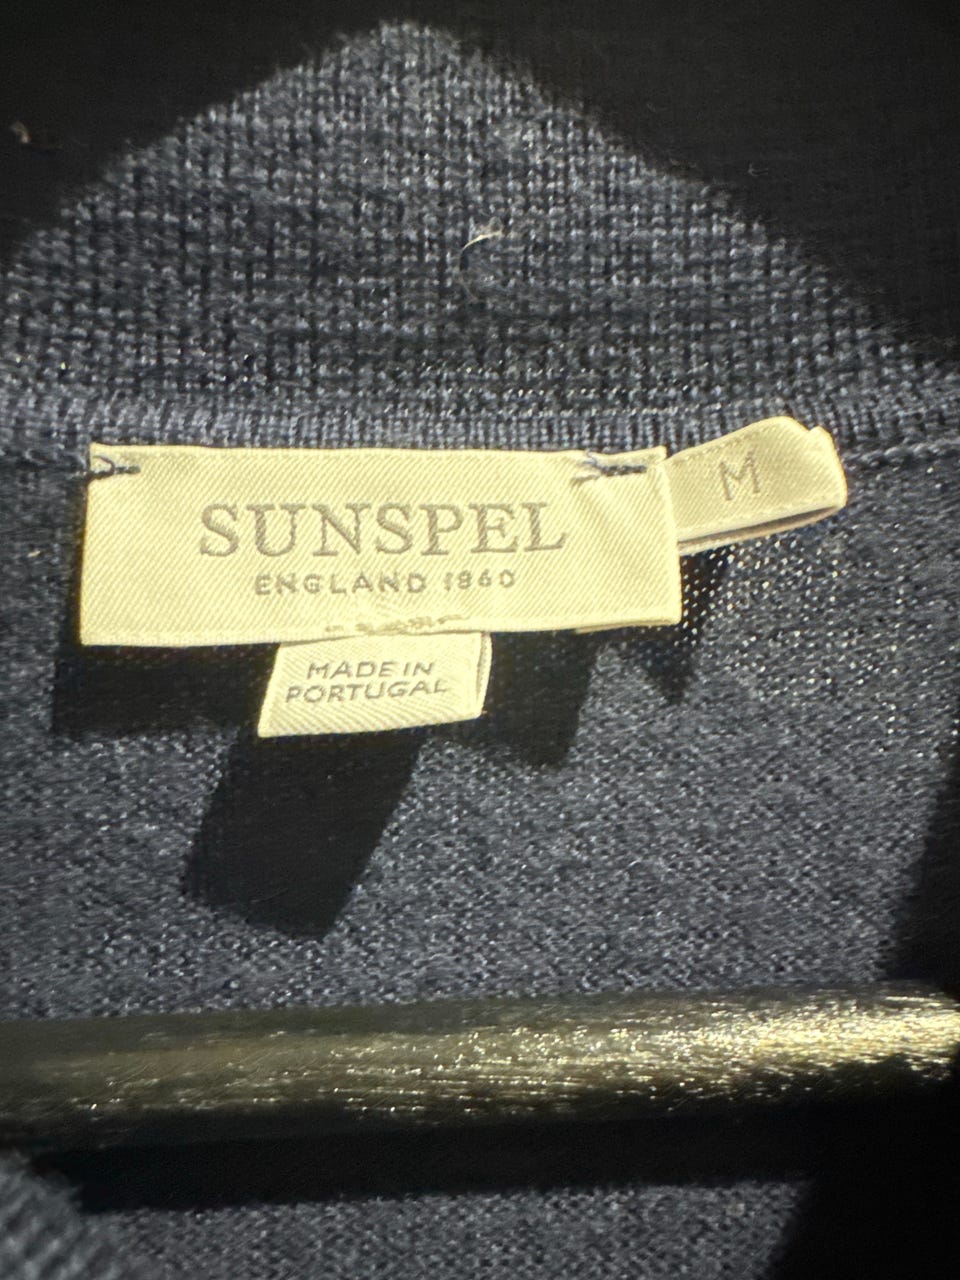 SUNSPEL
ENGLAND 1860
M
MADE IN
PORTUGAL